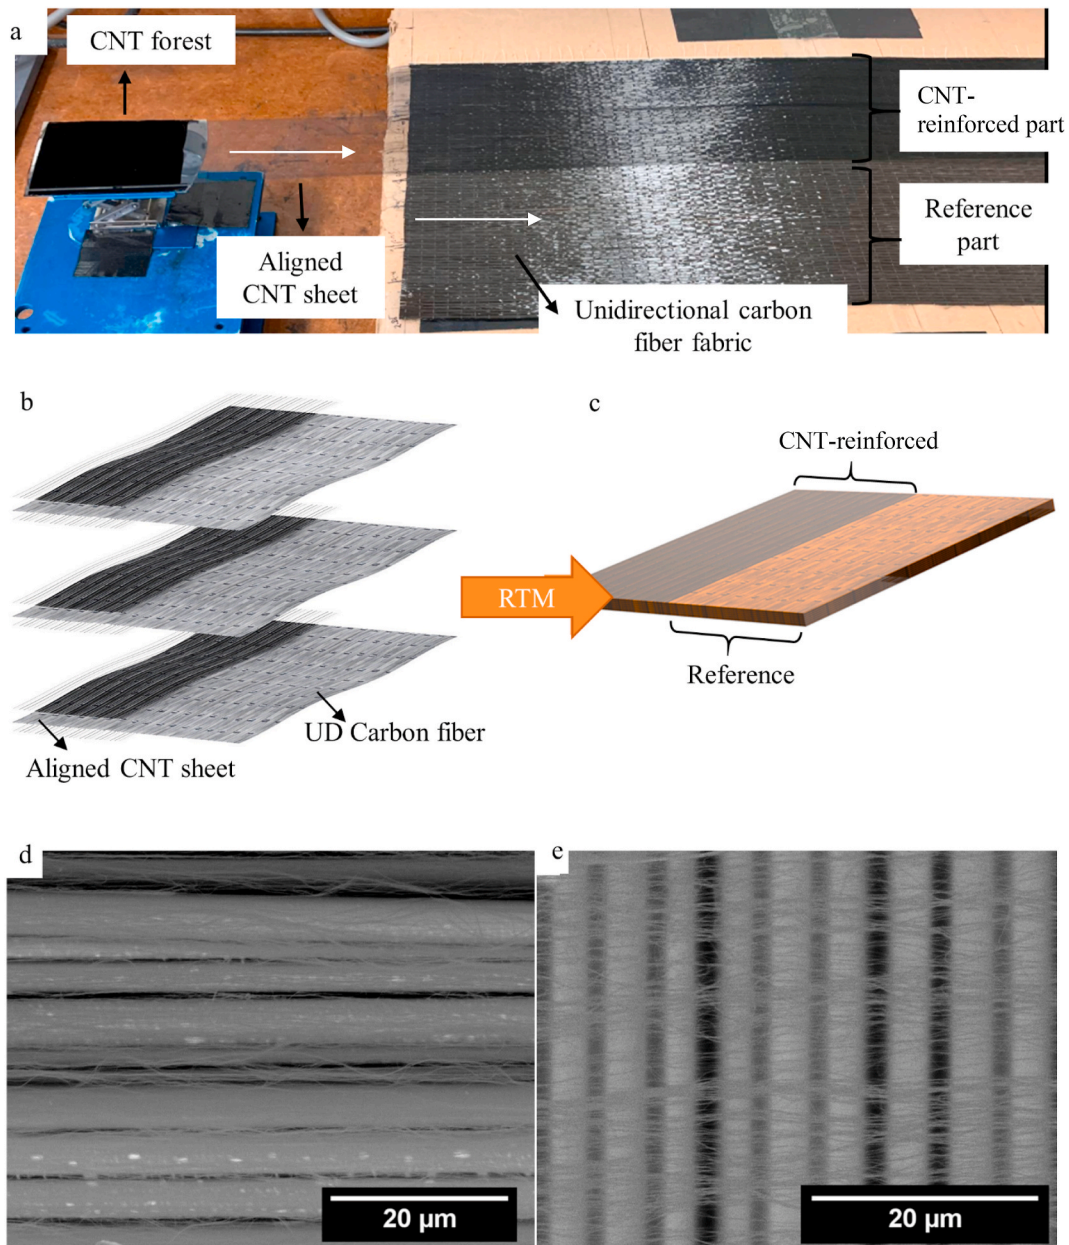 a
CNT forest
CNT-
reinforced part
Reference
part
Aligned
CNT sheet
Unidirectional carbon
fiber fabric
b
c
CNT-reinforced
RTM
Reference
UD Carbon fiber
Aligned CNT sheet
d
e
20 µm
20 µm